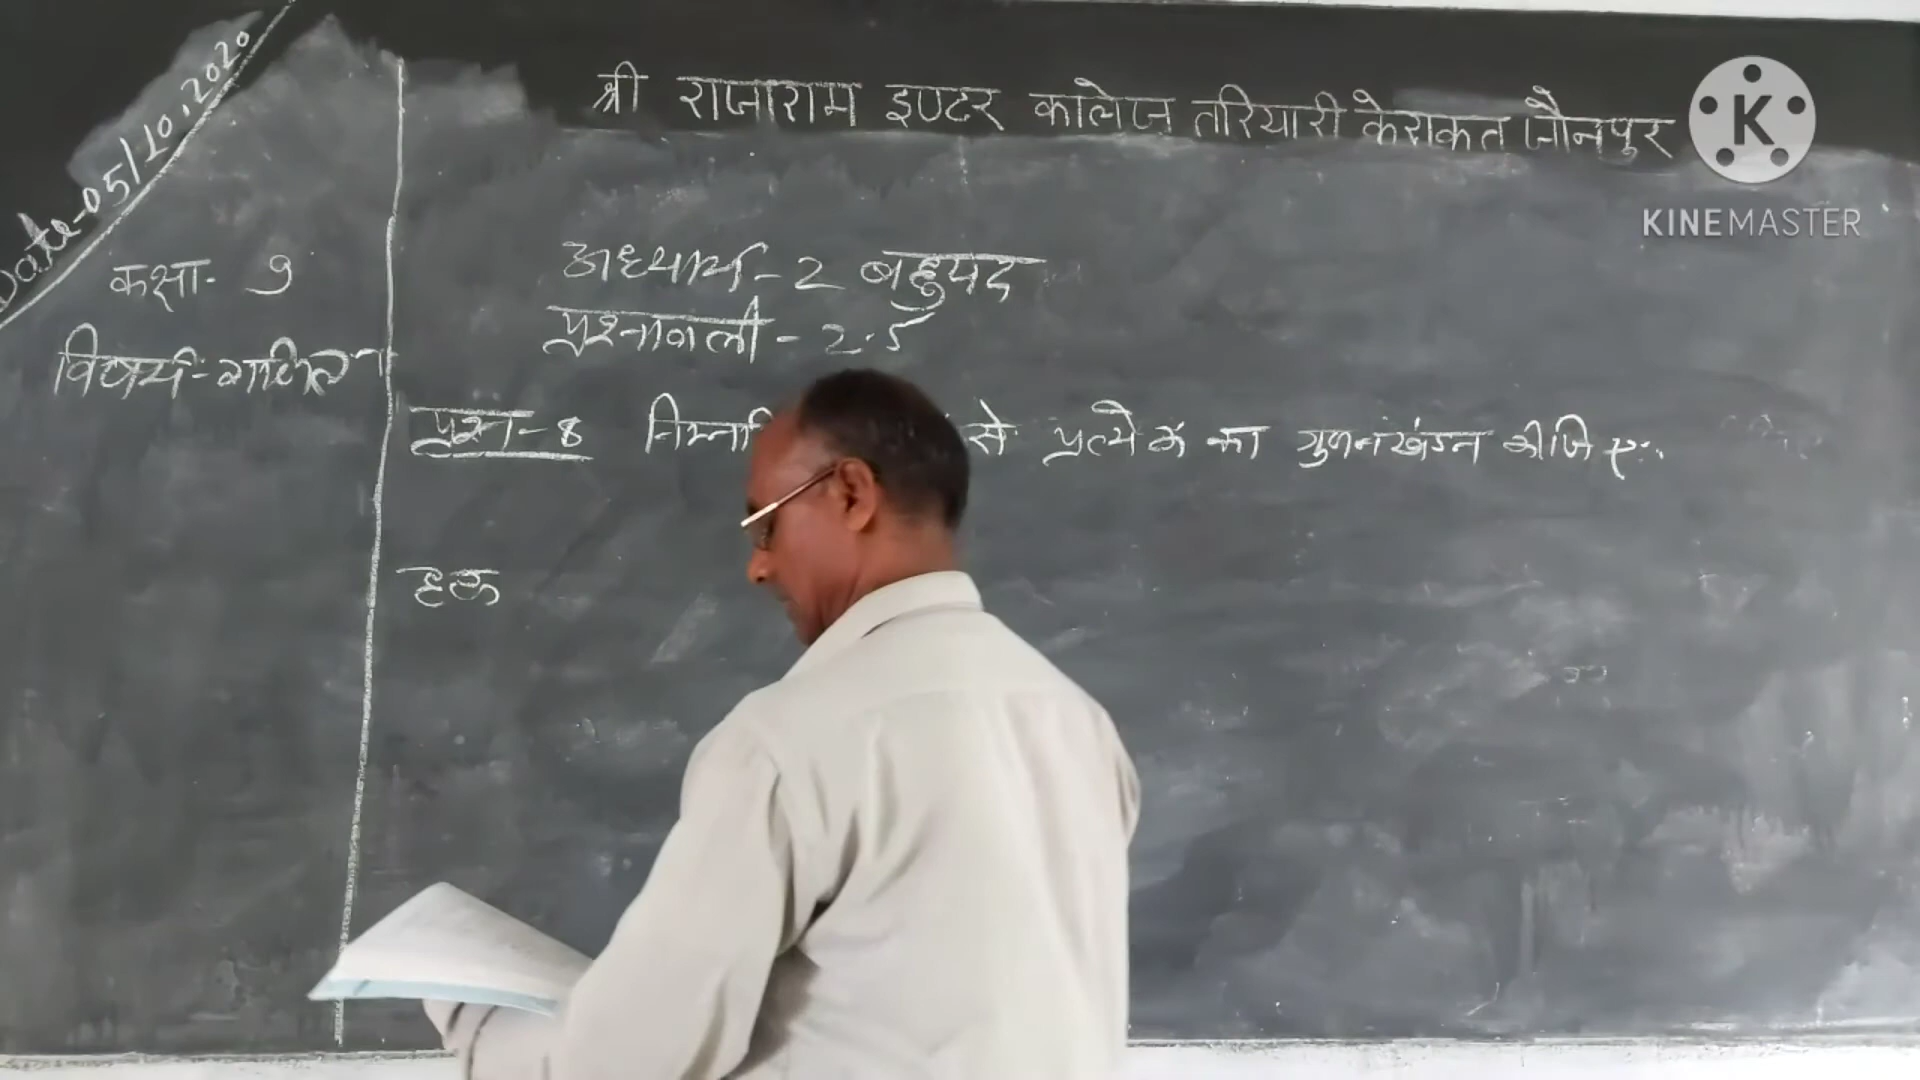 Date-05/10.2020
श्री राजाराम इण्टर कालेज तरियारी केराकत जौनपुर
K
KINEMASTER
कक्षा- 9
विषय-गणित
अध्याय-2 बहुपद
प्रश्नावली-2.5
प्रश्न-8 से प्रत्येक का गुणनखंडन कीजिए:
हल